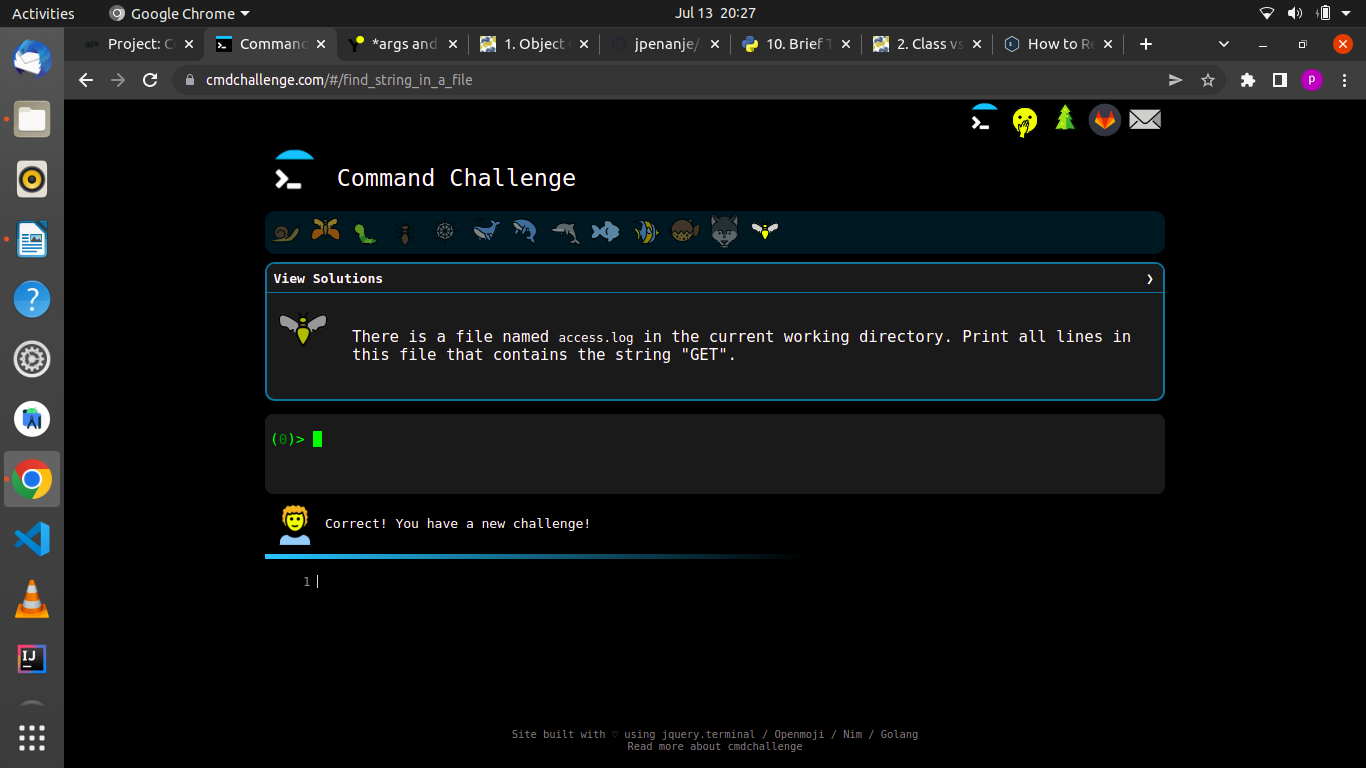 Activities
Google Chrome
Jul 13 20:27
Project: C
Command
*args and
1. Object
jpenanje/
10. Brief T
2. Class vs
How to Re
cmdchallenge.com/#/find_string_in_a_file
p
Command Challenge
View Solutions
There is a file named access.log in the current working directory. Print all lines in
this file that contains the string "GET".
(0)>
Correct! You have a new challenge!
1
Site built with ♡ using jquery.terminal / Openmoji / Nim / Golang
Read more about cmdchallenge